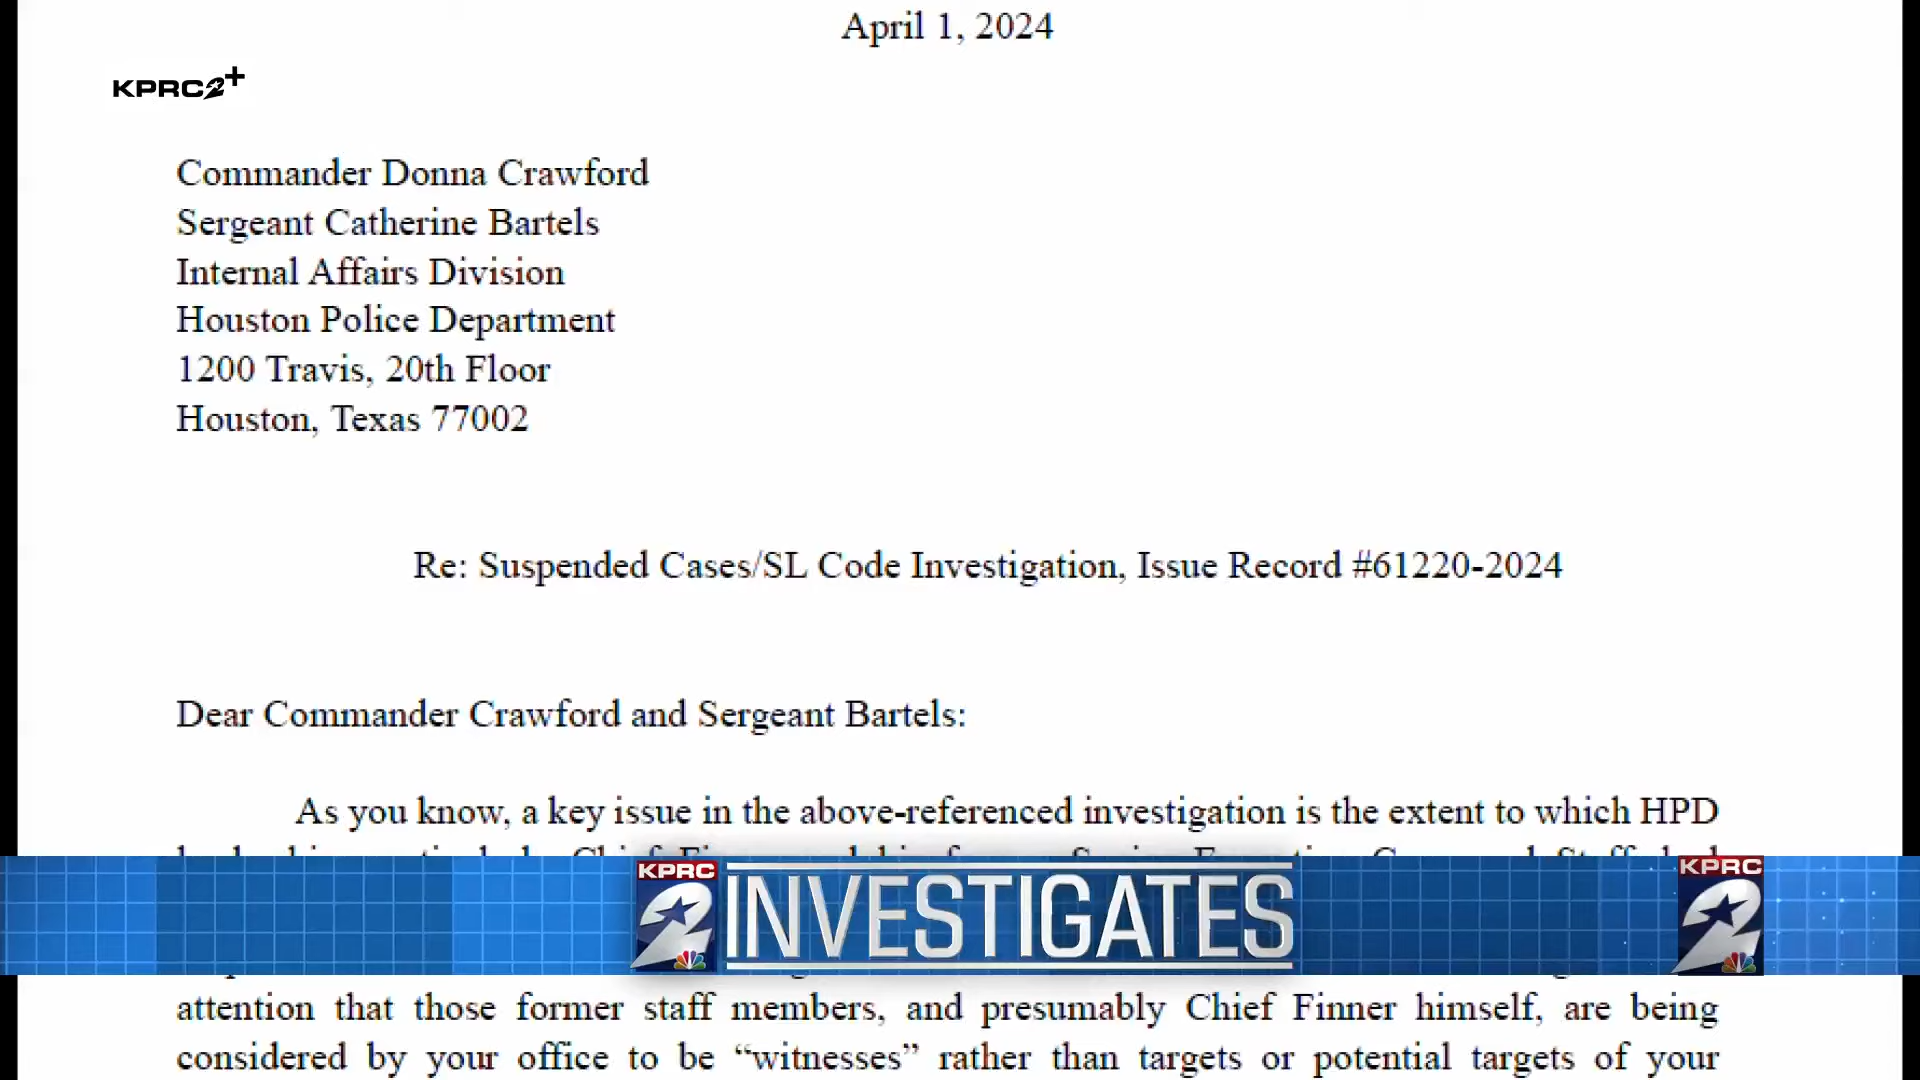 April 1, 2024
KPRC2+
Commander Donna Crawford
Sergeant Catherine Bartels
Internal Affairs Division
Houston Police Department
1200 Travis, 20th Floor
Houston, Texas 77002
Re: Suspended Cases/SL Code Investigation, Issue Record #61220-2024
Dear Commander Crawford and Sergeant Bartels:
As you know, a key issue in the above-referenced investigation is the extent to which HPD
KPRC 2 INVESTIGATES KPRC 2
attention that those former staff members, and presumably Chief Finner himself, are being
considered by your office to be “witnesses” rather than targets or potential targets of your